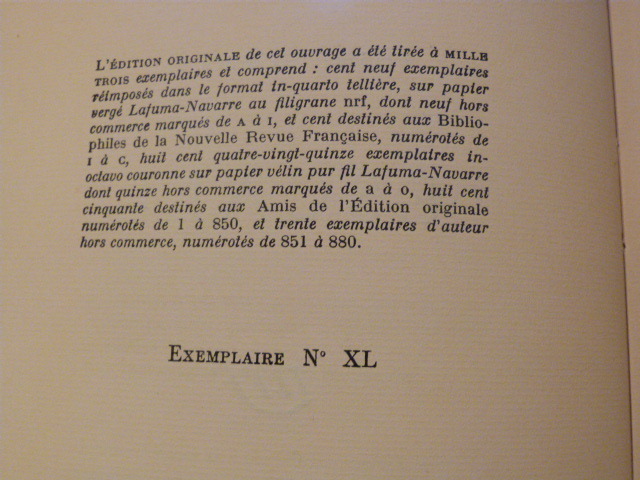 L'ÉDITION ORIGINALE de cet ouvrage a été tirée à MILLE
TROIS exemplaires et comprend : cent neuf exemplaires
réimposés dans le format in-quarto tellière, sur papier
vergé Lafuma-Navarre au filigrane nrf, dont neuf hors
commerce marqués de A à I, et cent destinés aux Biblio-
philes de la Nouvelle Revue Française, numérotés de
I à C, huit cent quatre-vingt-quinze exemplaires in-
octavo couronne sur papier vélin pur fil Lafuma-Navarre
dont quinze hors commerce marqués de a à o, huit cent
cinquante destinés aux Amis de l'Édition originale
numérotés de 1 à 850, et trente exemplaires d'auteur
hors commerce, numérotés de 851 à 880.
EXEMPLAIRE N° XL